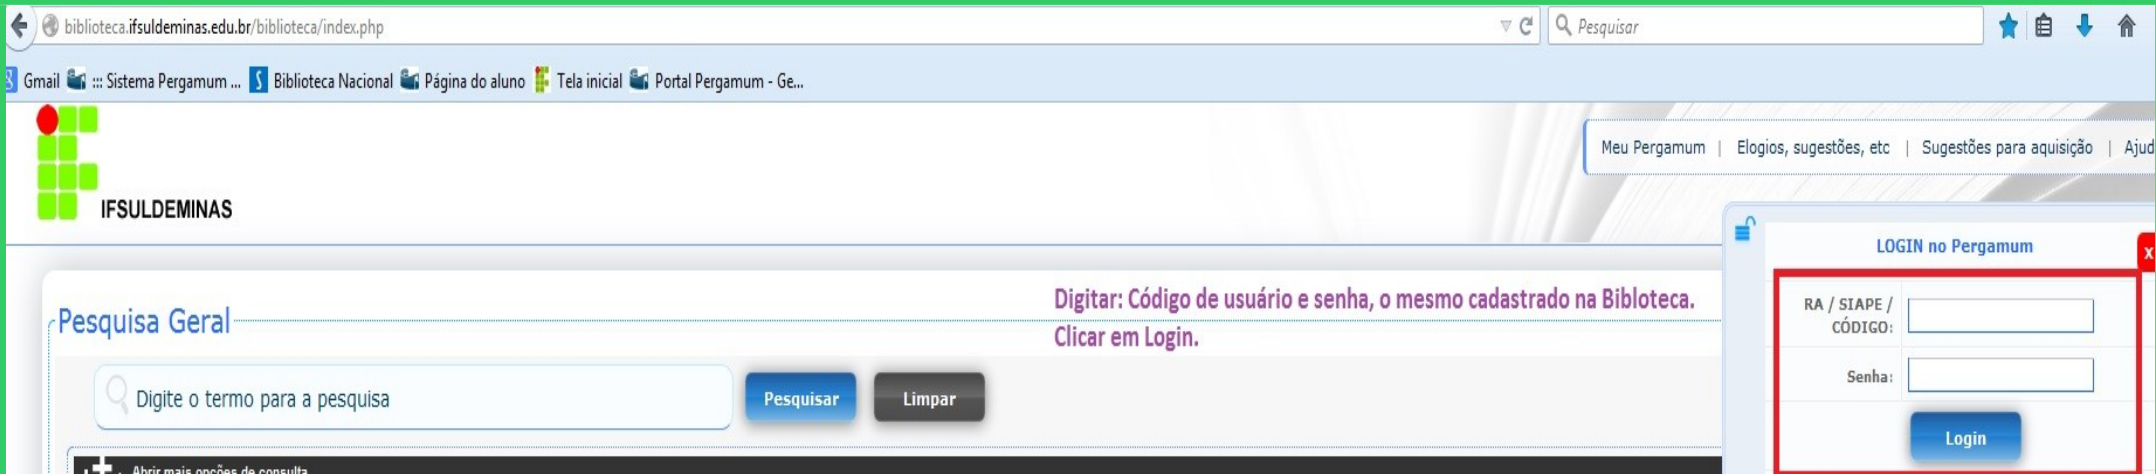 biblioteca.ifsuldeminas.edu.br/biblioteca/index.php
Pesquisar
Gmail ::: Sistema Pergamum ... Biblioteca Nacional Página do aluno Tela inicial Portal Pergamum - Ge...
Meu Pergamum | Elogios, sugestões, etc | Sugestões para aquisição | Ajud
IFSULDEMINAS
LOGIN no Pergamum
X
Digitar: Código de usuário e senha, o mesmo cadastrado na Bibloteca.
Clicar em Login.
RA / SIAPE /
CÓDIGO:
Senha:
Login
Pesquisa Geral
Digite o termo para a pesquisa
Pesquisar
Limpar
Abrir mais opções de consulta